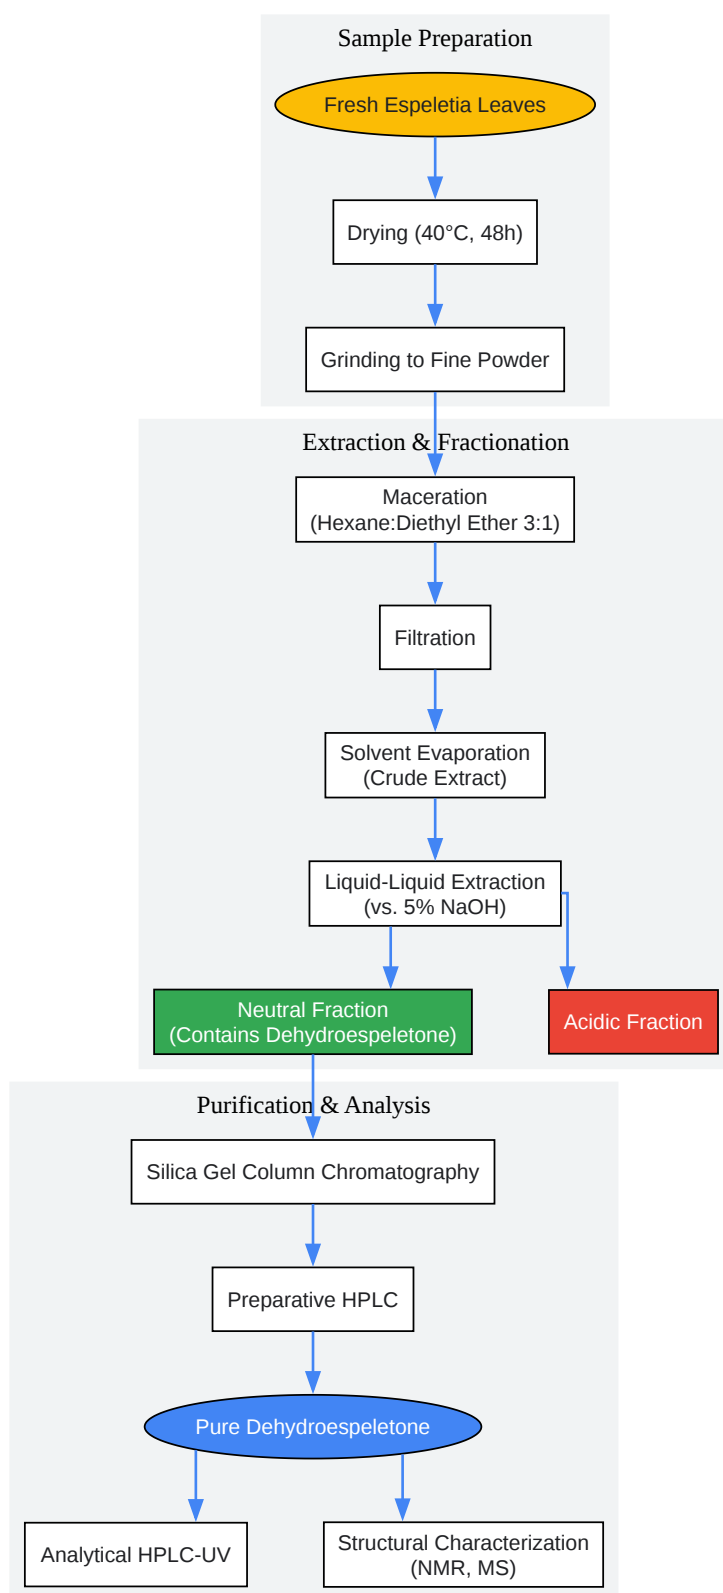 Sample Preparation
Fresh Espeletia Leaves
Drying (40°C, 48h)
Grinding to Fine Powder
Extraction & Fractionation
Maceration
(Hexane:Diethyl Ether 3:1)
Filtration
Solvent Evaporation
(Crude Extract)
Liquid-Liquid Extraction
(vs. 5% NaOH)
Neutral Fraction
(Contains Dehydroespeletone)
Acidic Fraction
Purification & Analysis
Silica Gel Column Chromatography
Preparative HPLC
Pure Dehydroespeletone
Analytical HPLC-UV
Structural Characterization
(NMR, MS)